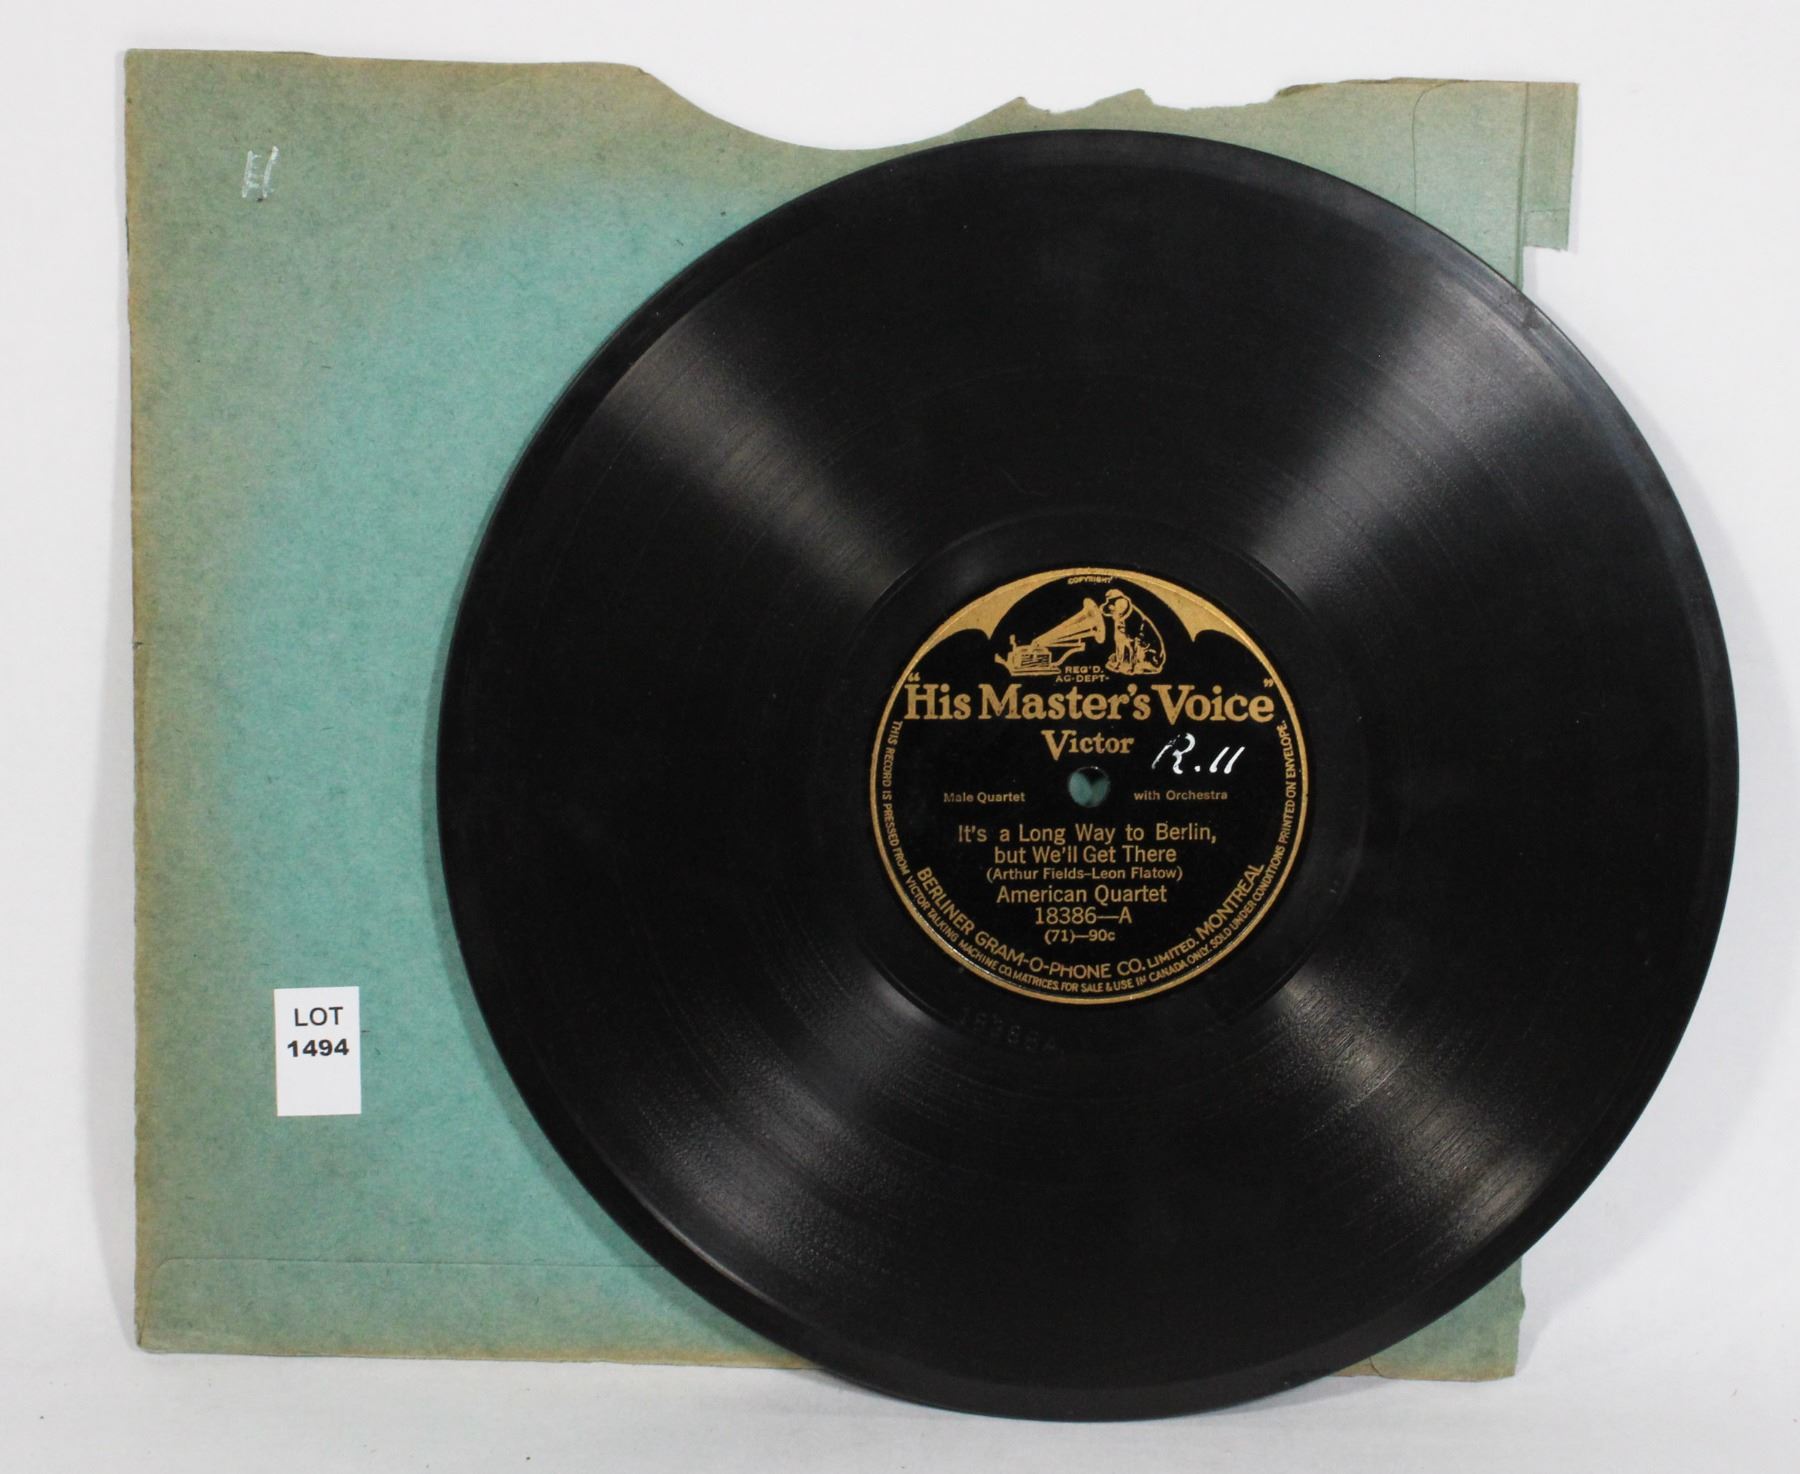 COPYRIGHT
REG'D.
AG-DEPT-
"His Master's Voice"
Victor
R.11
Male Quartet with Orchestra
It's a Long Way to Berlin,
but We'll Get There
(Arthur Fields-Leon Flatow)
American Quartet
18386—A
(71)—90c
BERLINER GRAM-O-PHONE CO. LIMITED. MONTREAL
THIS RECORD IS PRESSED FROM VICTOR TALKING MACHINE CO. MATRICES. FOR SALE & USE IN CANADA ONLY. SOLD UNDER CONDITIONS PRINTED ON ENVELOPE.
LOT
1494